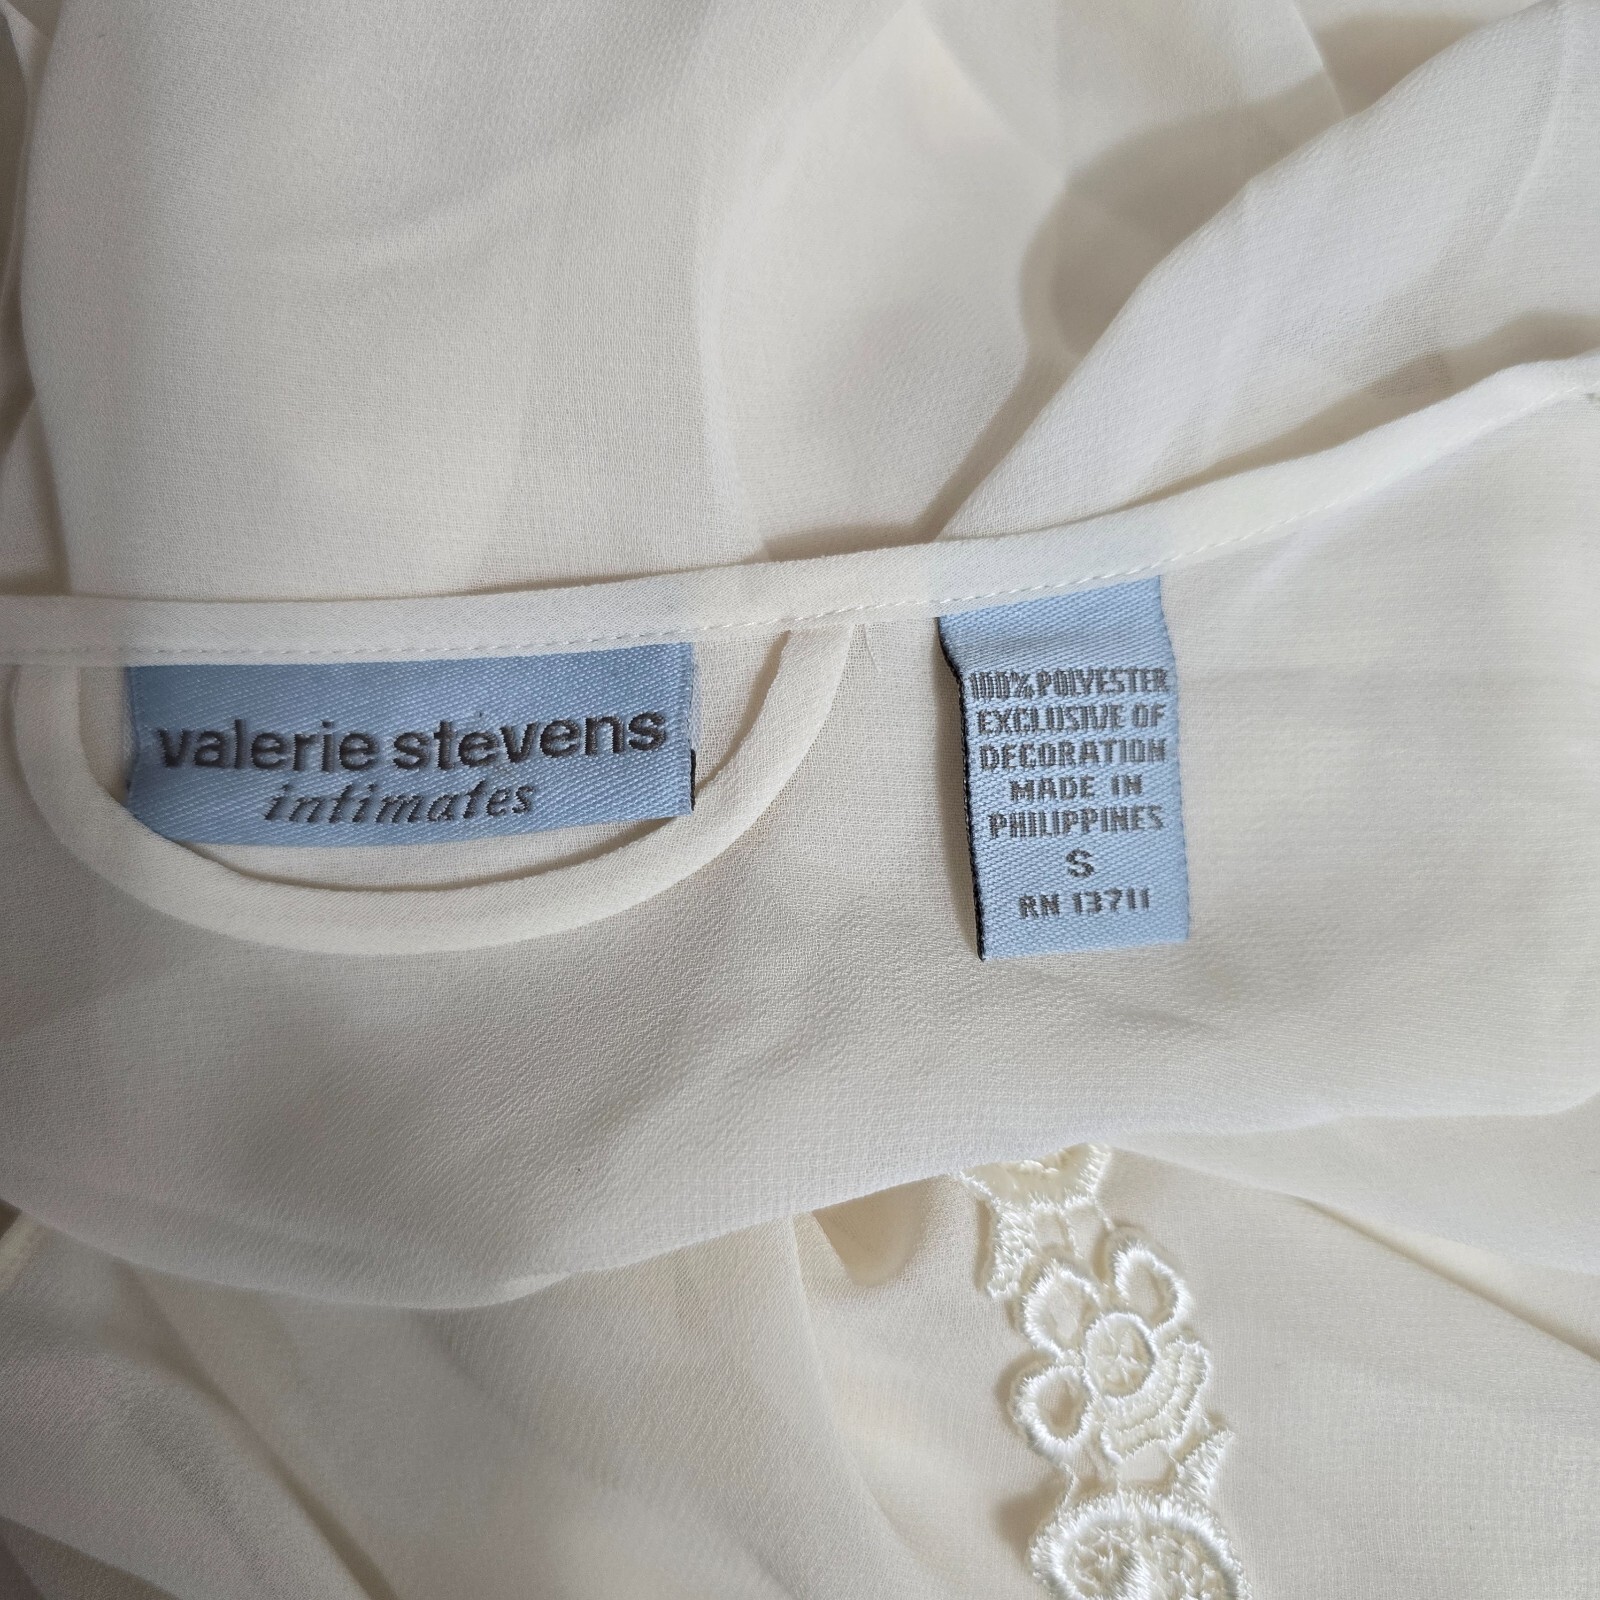 valerie stevens
intimates
100% POLYESTER
EXCLUSIVE OF
DECORATION
MADE IN
PHILIPPINES
S
RN 13711